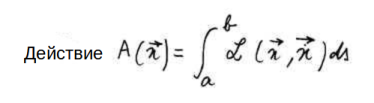 Действие A(x⃗) = ∫ₐᵇ ℒ(x⃗, ẋ⃗)ds